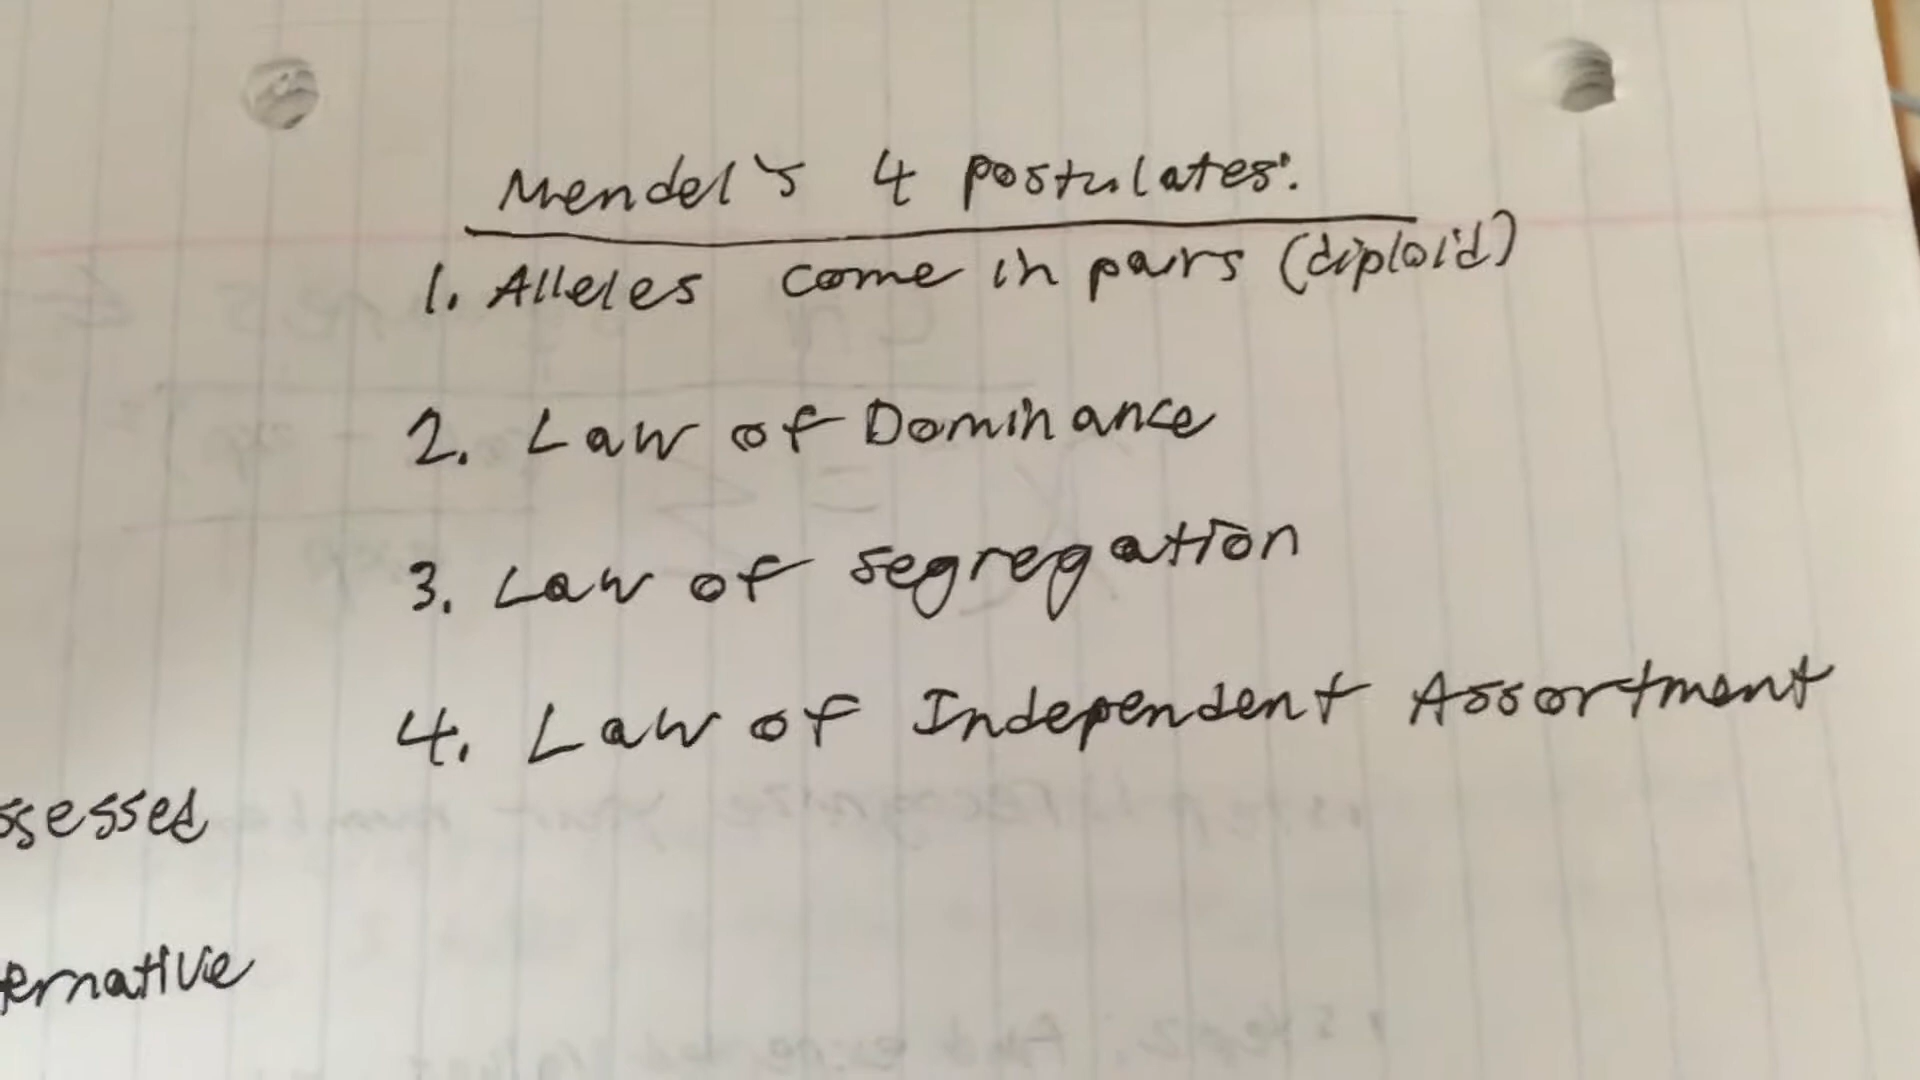 Mendel's 4 postulates:
1. Alleles come in pairs (diploid)
2. Law of Dominance
3. Law of segregation
4. Law of Independent Assortment
ssessed
ernative